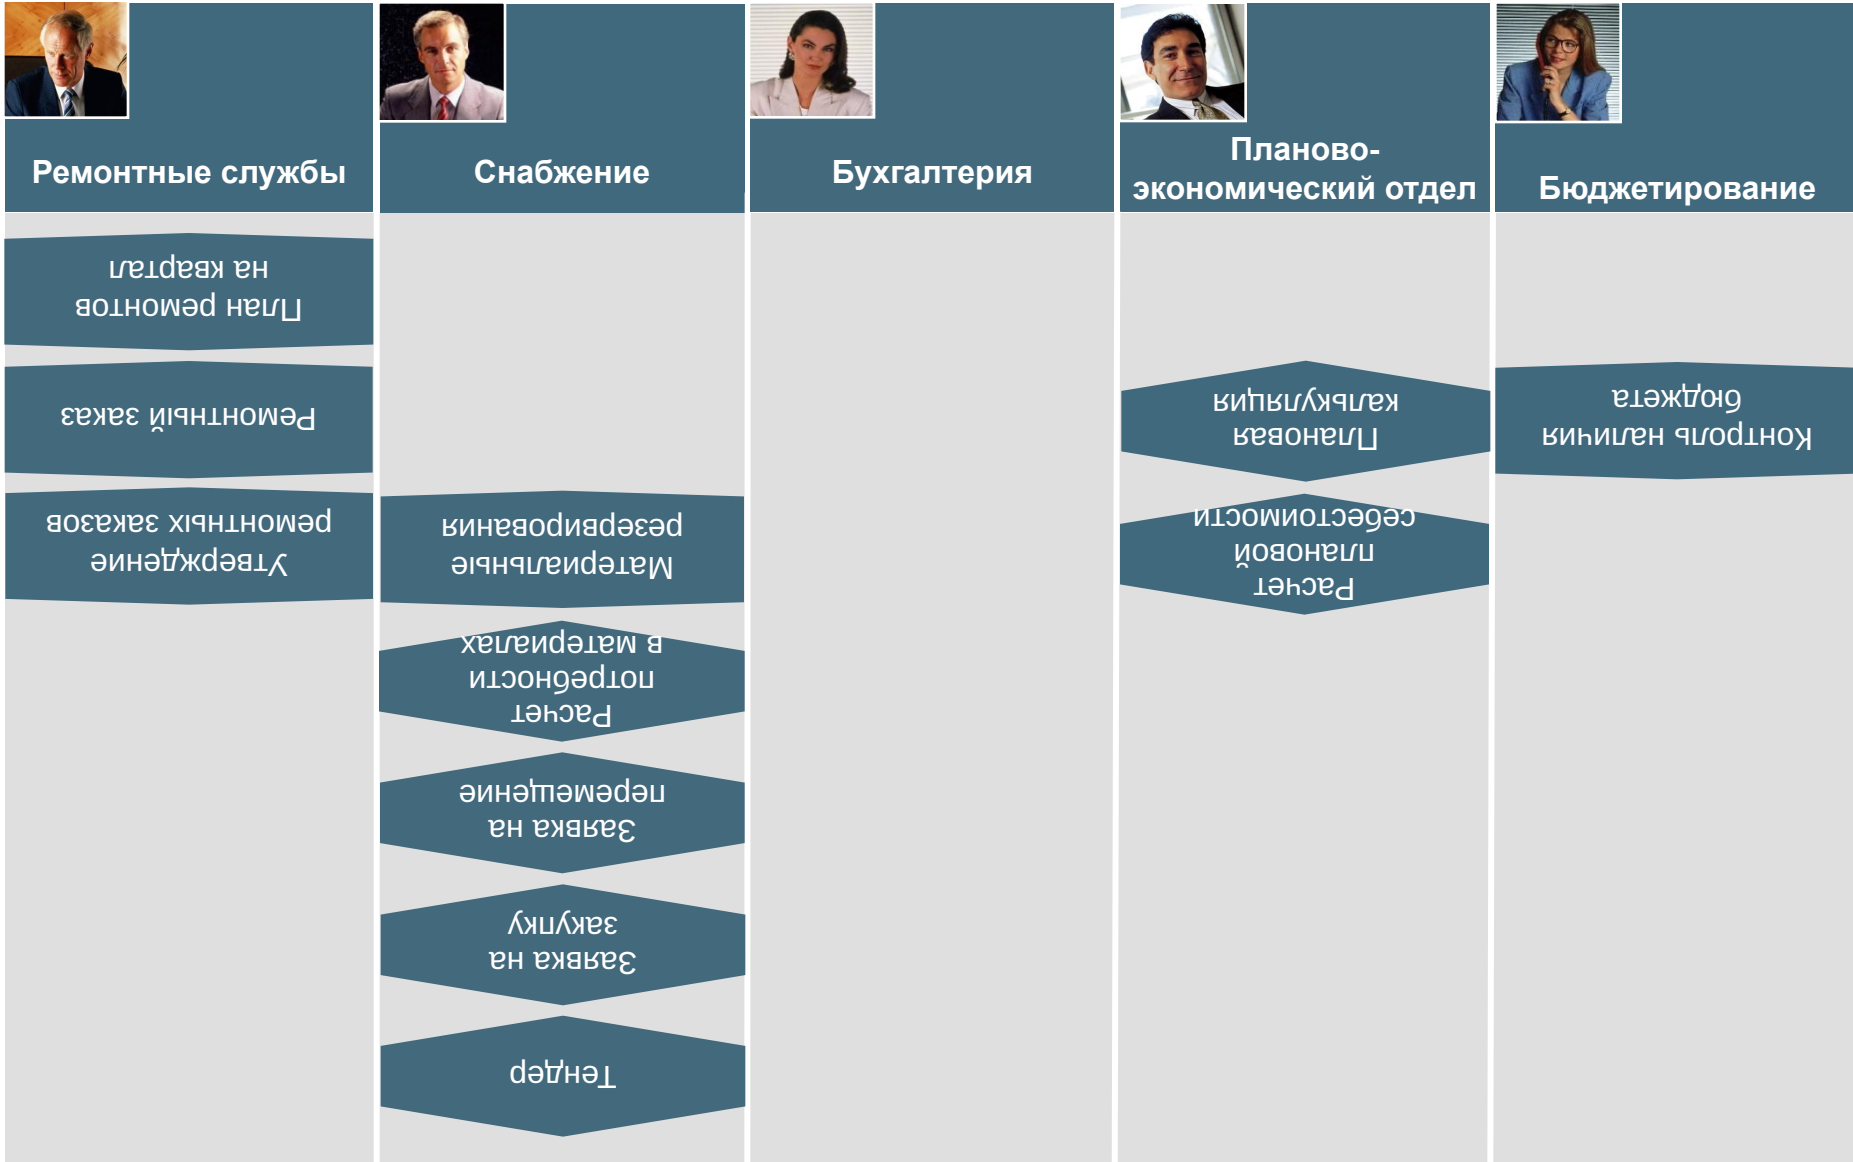 Ремонтные службы
Снабжение
Бухгалтерия
Планово-
экономический отдел
Бюджетирование
План ремонтов
на квартал
Ремонтный заказ
Утверждение
ремонтных заказов
Материальные
резервирования
Расчет
потребности
в материалах
Заявка на
перемещение
Заявка на
закупку
Тендер
Плановая
калькуляция
Расчет
плановой
себестоимости
Контроль наличия
бюджета